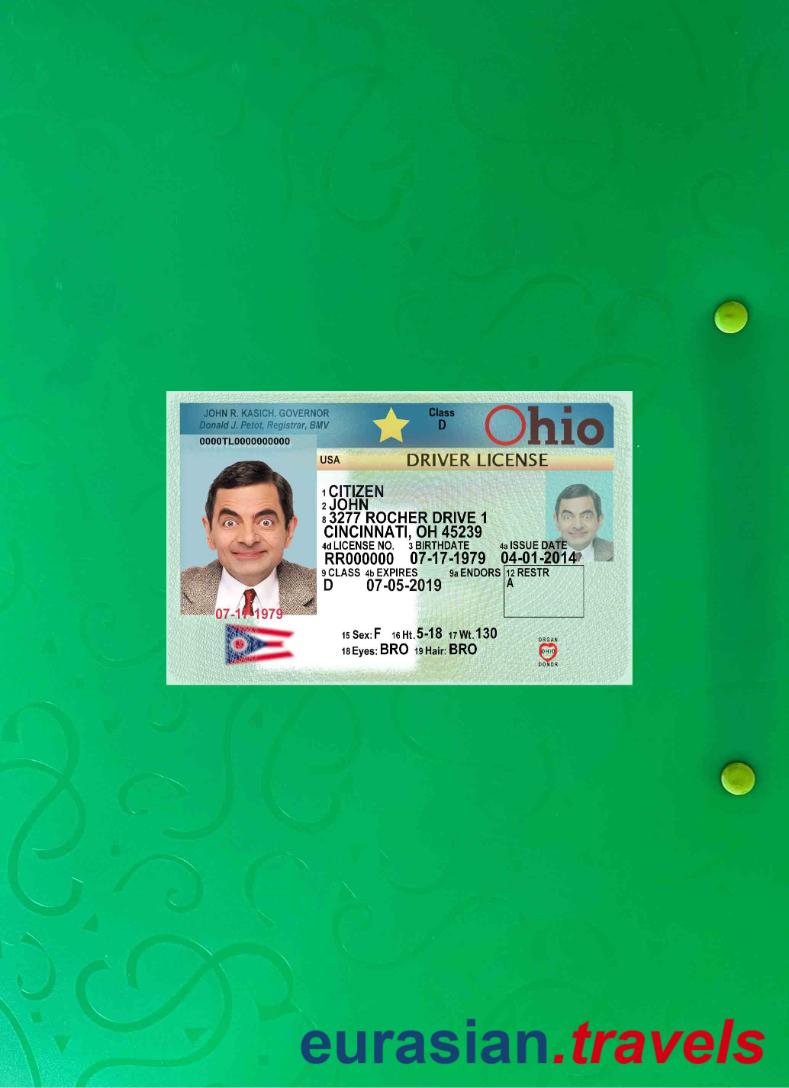 JOHN R. KASICH, GOVERNOR
Donald J. Petot, Registrar, BMV
Class
D
Ohio
0000TL0000000000
USA
DRIVER LICENSE
1 CITIZEN
2 JOHN
8 3277 ROCHER DRIVE 1
CINCINNATI, OH 45239
4d LICENSE NO. 3 BIRTHDATE 4a ISSUE DATE
RR000000 07-17-1979 04-01-2014
9 CLASS 4b EXPIRES 9a ENDORS 12 RESTR
D 07-05-2019 A
07-17-1979
15 Sex: F 16 Ht. 5-18 17 Wt. 130
18 Eyes: BRO 19 Hair: BRO
ORGAN
OHIO
DONOR
eurasian.travels